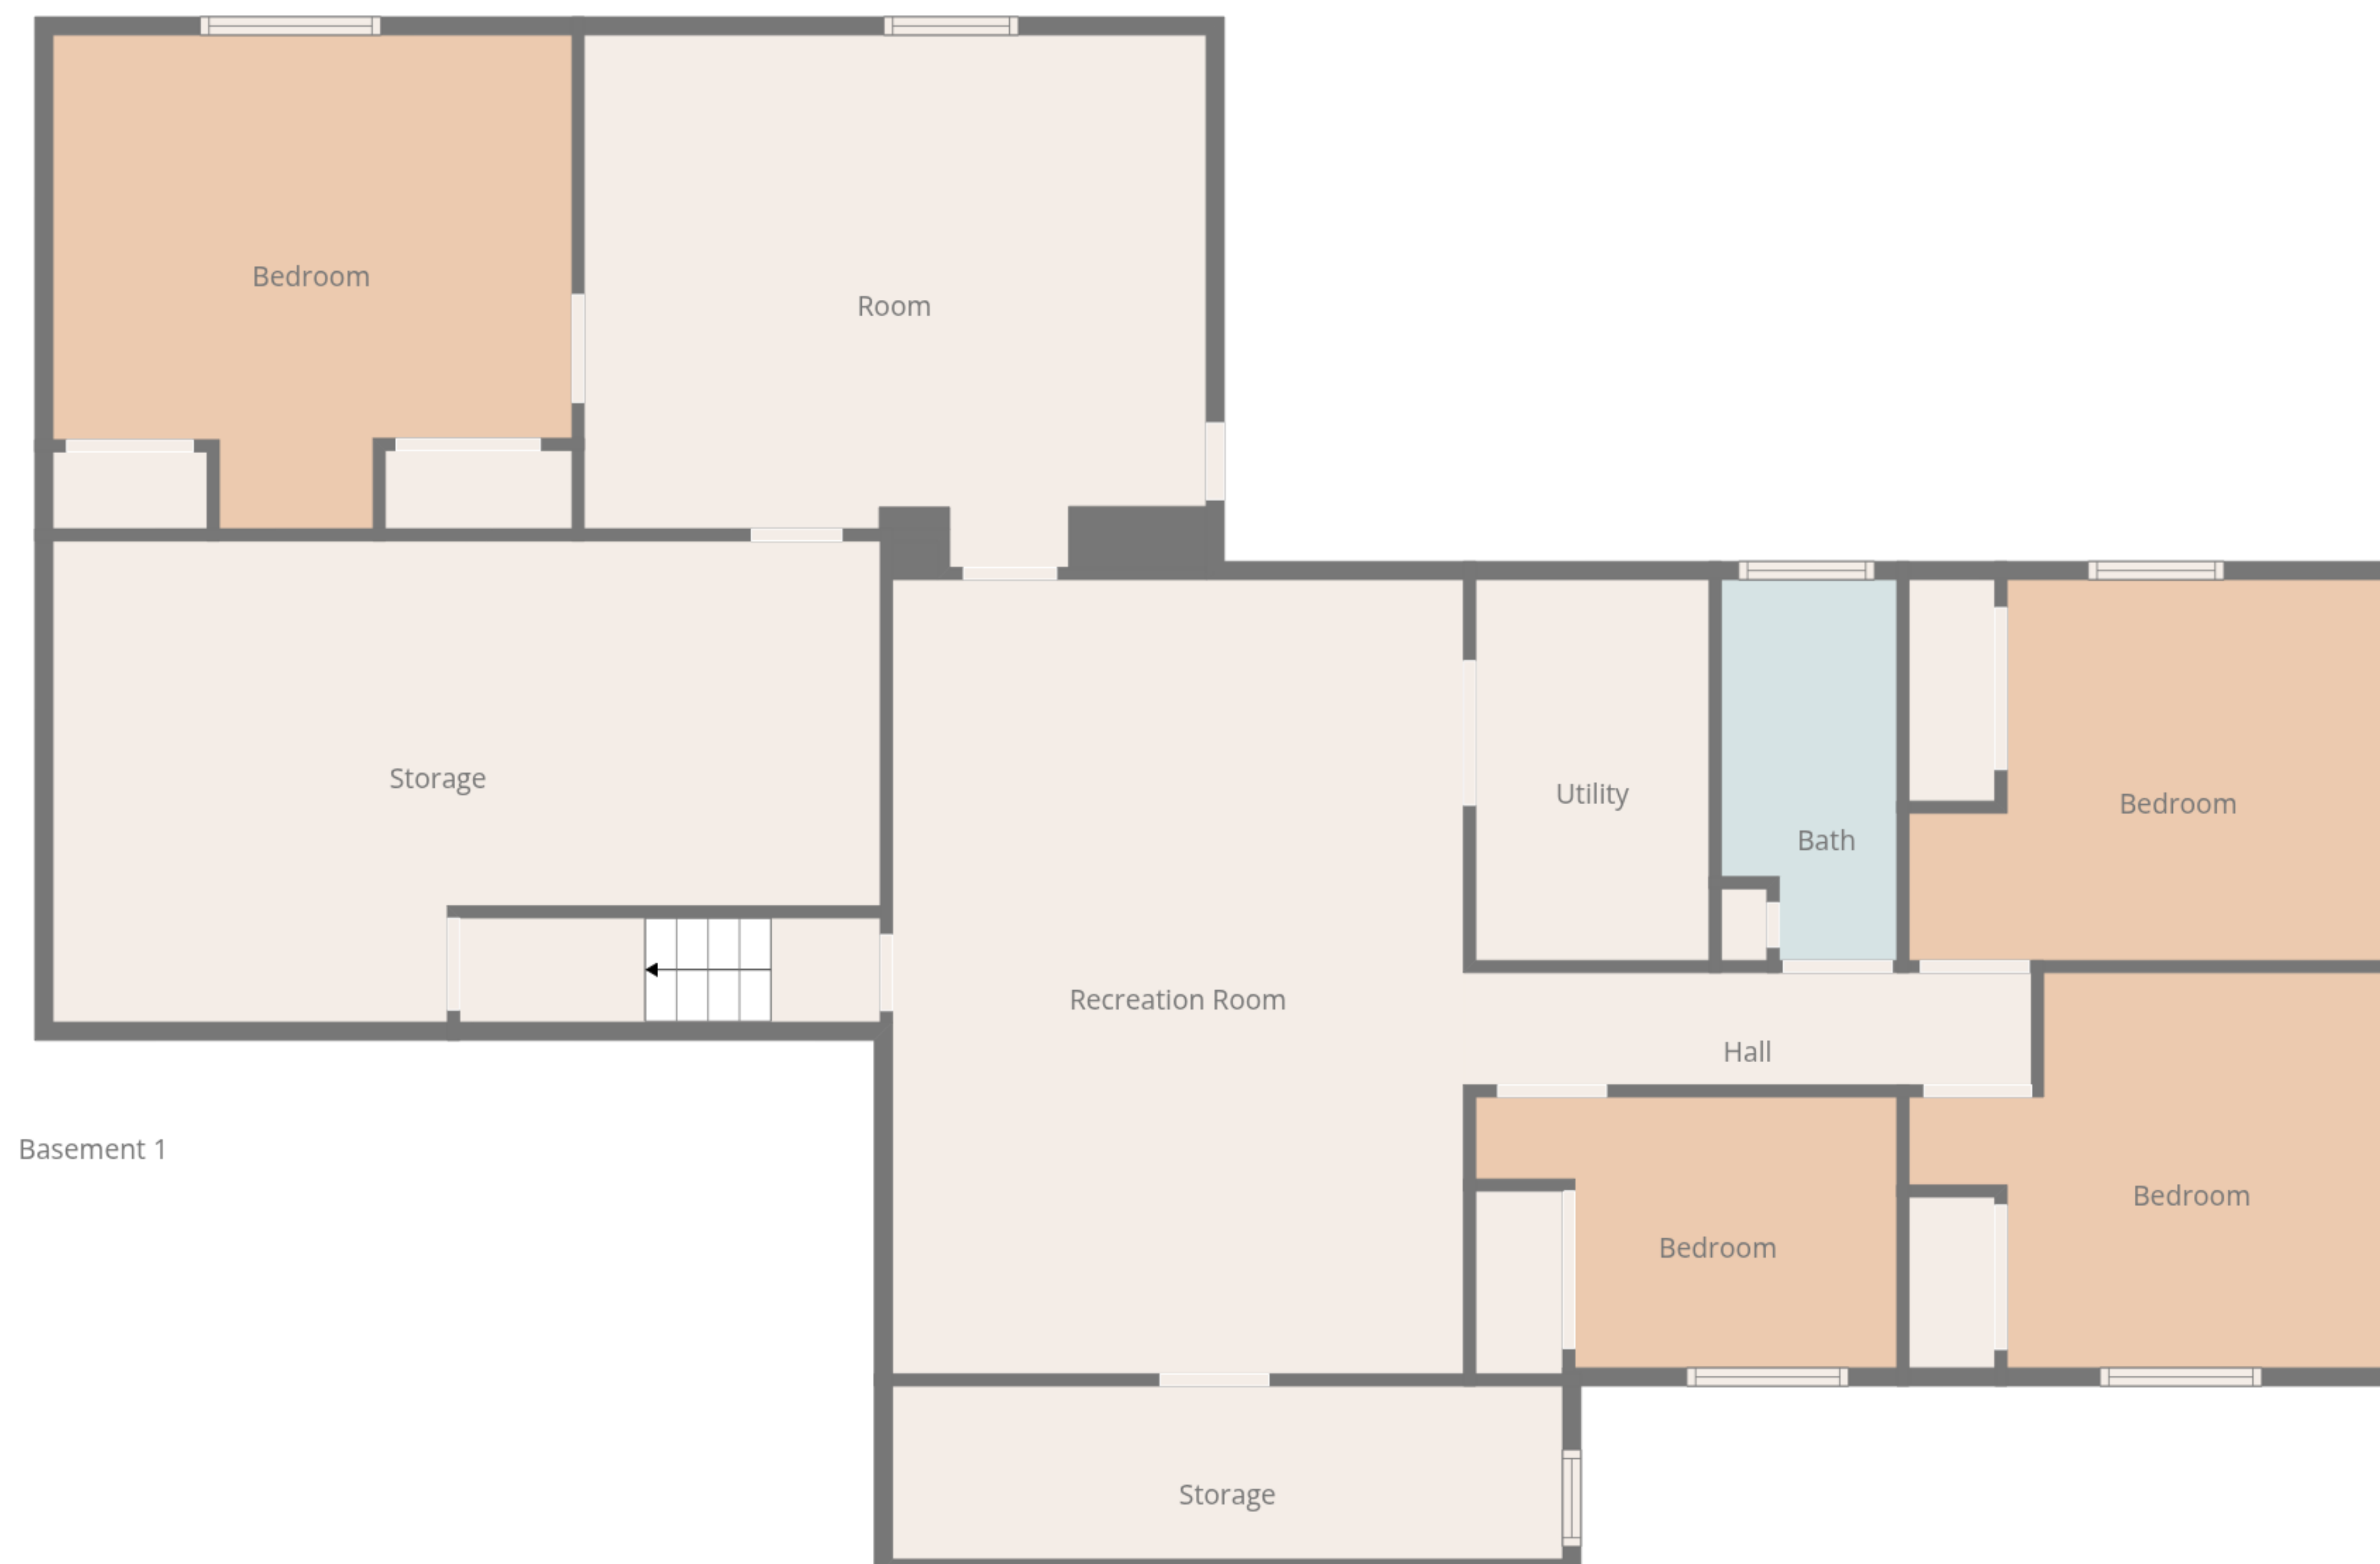 Bedroom
Room
Storage
Utility
Bath
Bedroom
Recreation Room
Hall
Basement 1
Bedroom
Bedroom
Storage